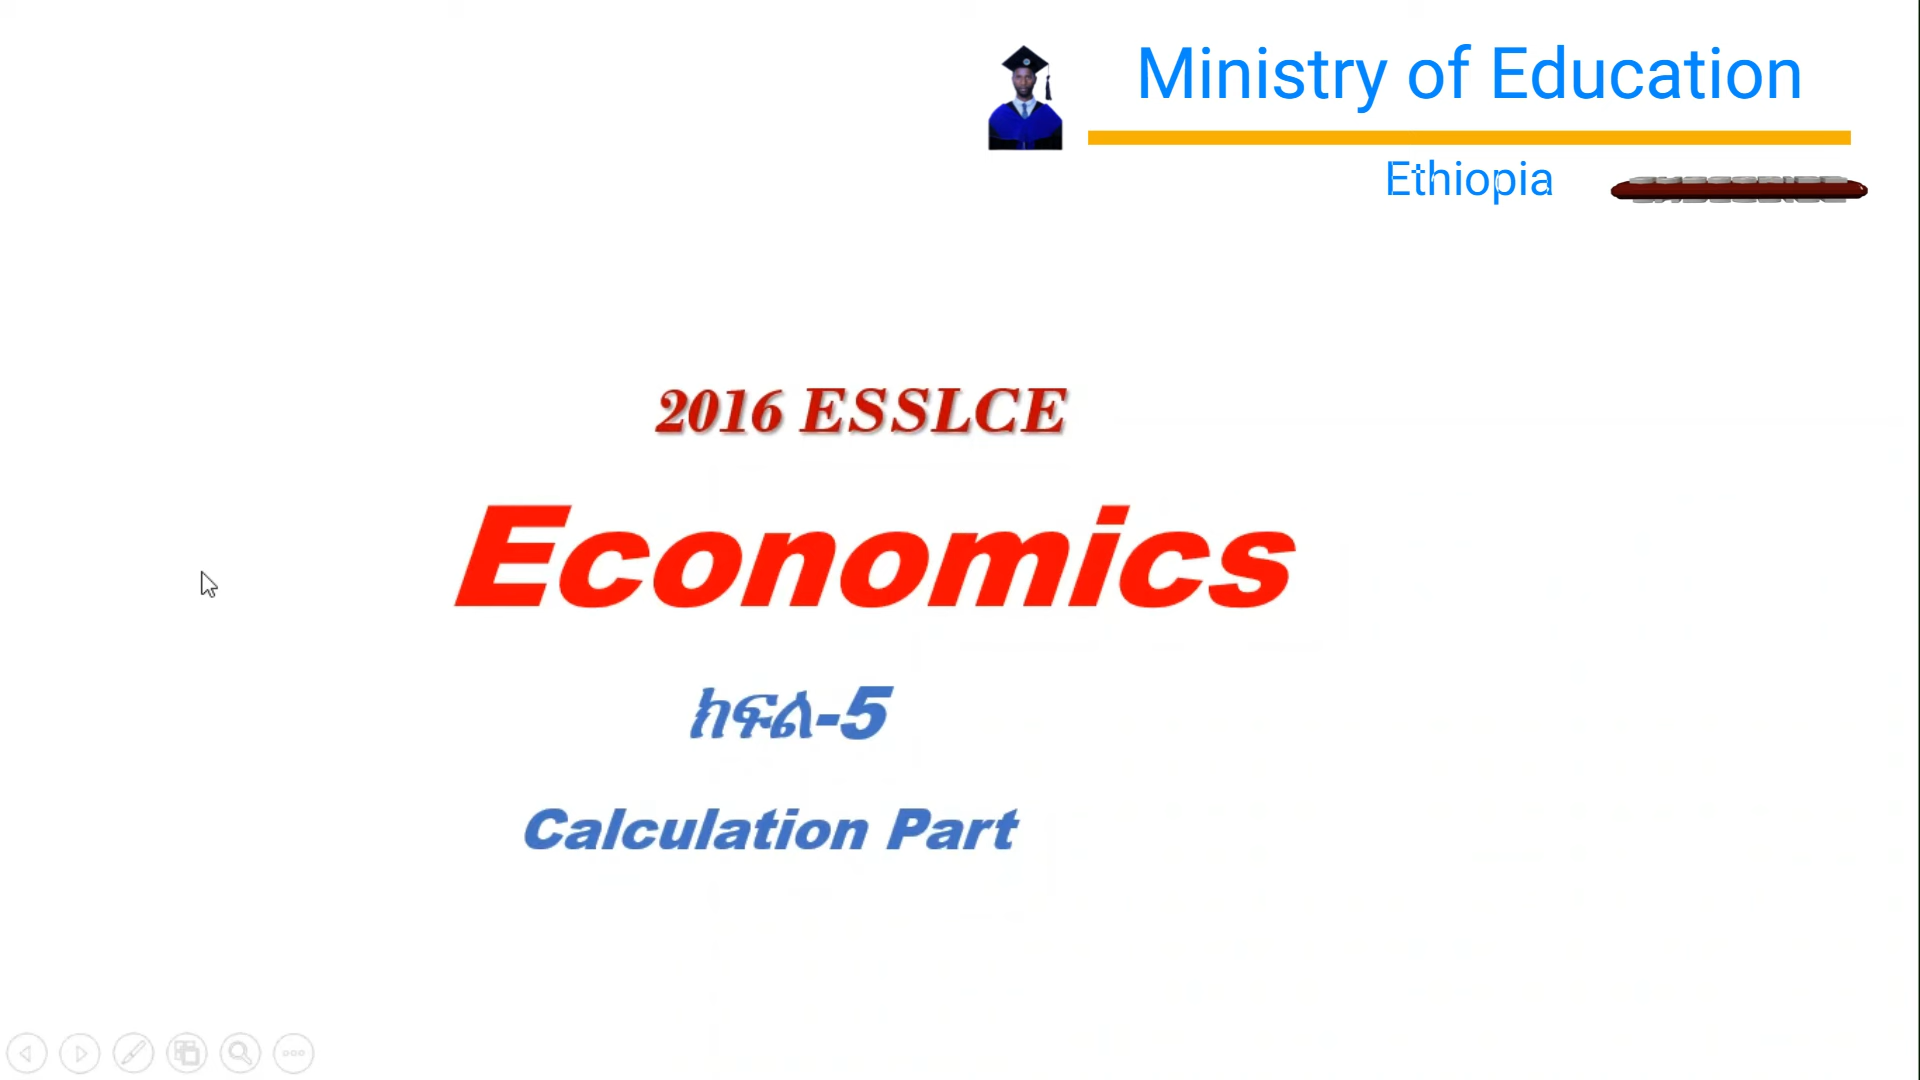 Ministry of Education
Ethiopia
2016 ESSLCE
Economics
ክፍል-5
Calculation Part